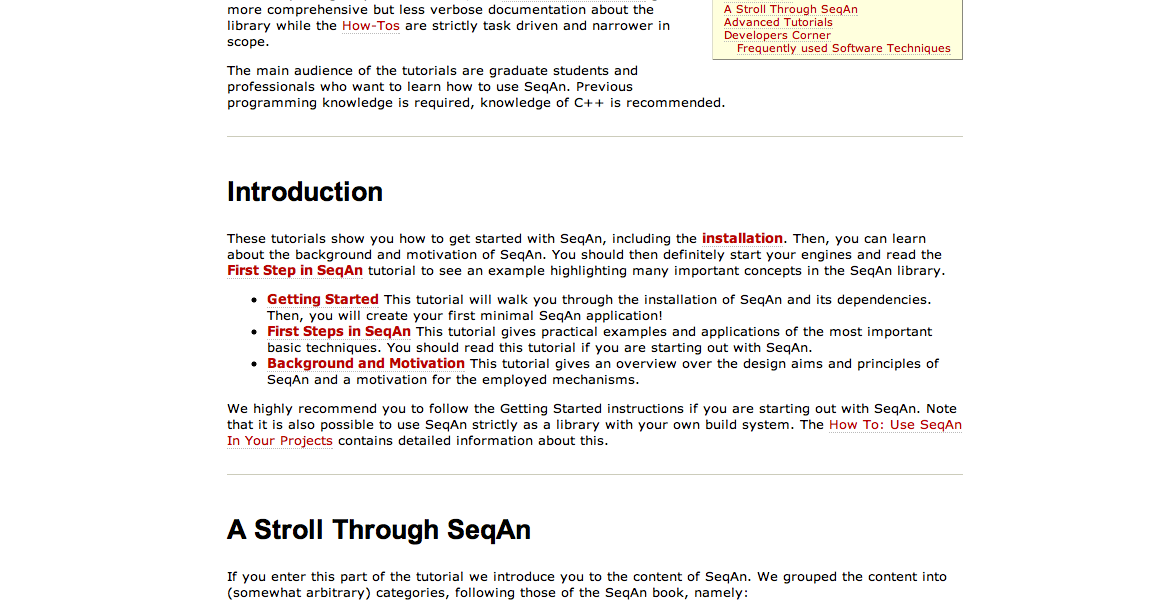 more comprehensive but less verbose documentation about the
library while the How-Tos are strictly task driven and narrower in
scope.
A Stroll Through SeqAn
Advanced Tutorials
Developers Corner
Frequently used Software Techniques
The main audience of the tutorials are graduate students and
professionals who want to learn how to use SeqAn. Previous
programming knowledge is required, knowledge of C++ is recommended.
Introduction
These tutorials show you how to get started with SeqAn, including the installation. Then, you can learn
about the background and motivation of SeqAn. You should then definitely start your engines and read the
First Step in SeqAn tutorial to see an example highlighting many important concepts in the SeqAn library.
• Getting Started This tutorial will walk you through the installation of SeqAn and its dependencies.
Then, you will create your first minimal SeqAn application!
• First Steps in SeqAn This tutorial gives practical examples and applications of the most important
basic techniques. You should read this tutorial if you are starting out with SeqAn.
• Background and Motivation This tutorial gives an overview over the design aims and principles of
SeqAn and a motivation for the employed mechanisms.
We highly recommend you to follow the Getting Started instructions if you are starting out with SeqAn. Note
that it is also possible to use SeqAn strictly as a library with your own build system. The How To: Use SeqAn
In Your Projects contains detailed information about this.
A Stroll Through SeqAn
If you enter this part of the tutorial we introduce you to the content of SeqAn. We grouped the content into
(somewhat arbitrary) categories, following those of the SeqAn book, namely: